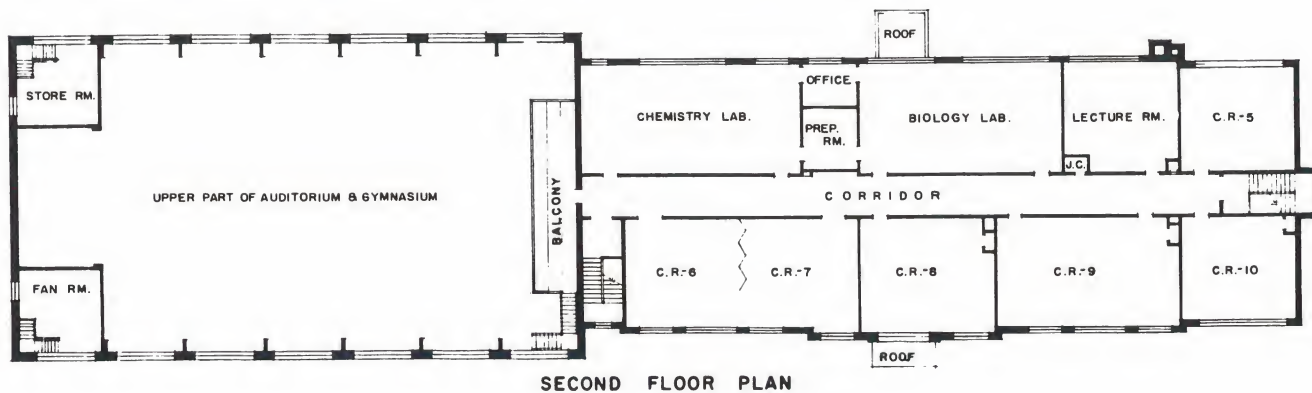 ROOF
STORE RM.
CHEMISTRY LAB.
OFFICE
PREP.
RM.
BIOLOGY LAB.
LECTURE RM.
C.R.-5
J.C.
UPPER PART OF AUDITORIUM & GYMNASIUM
BALCONY
CORRIDOR
FAN RM.
C.R.-6
C.R.-7
C.R.-8
C.R.-9
C.R.-10
ROOF
SECOND FLOOR PLAN